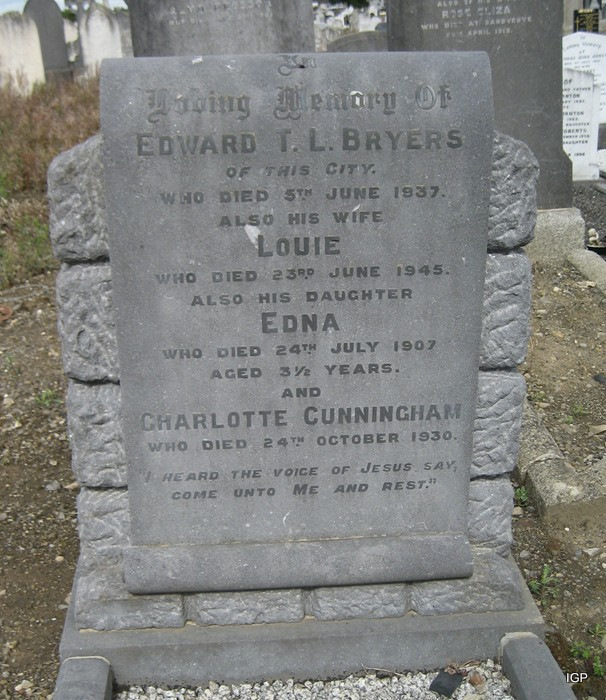 In
Loving Memory Of
EDWARD T. L. BRYERS
OF THIS CITY.
WHO DIED 5TH JUNE 1937.
ALSO HIS WIFE
LOUIE
WHO DIED 23RD JUNE 1945.
ALSO HIS DAUGHTER
EDNA
WHO DIED 24TH JULY 1907
AGED 3½ YEARS.
AND
CHARLOTTE CUNNINGHAM
WHO DIED 24TH OCTOBER 1930.
"I HEARD THE VOICE OF JESUS SAY,
COME UNTO ME AND REST."
IGP